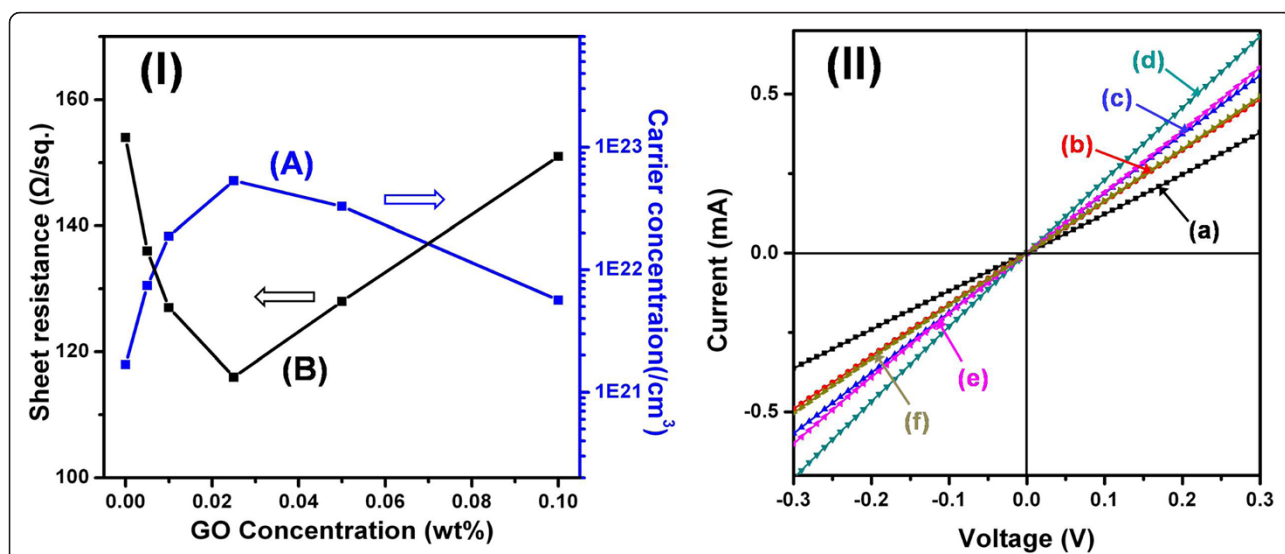 (I)
160
140
120
100
Sheet resistance (Ω/sq.)
0.00 0.02 0.04 0.06 0.08 0.10
GO Concentration (wt%)
(A)
(B)
1E23
1E22
1E21
Carrier concentraion(/cm³)
(II)
0.5
0.0
-0.5
Current (mA)
-0.3 -0.2 -0.1 0.0 0.1 0.2 0.3
Voltage (V)
(d)
(c)
(b)
(a)
(e)
(f)